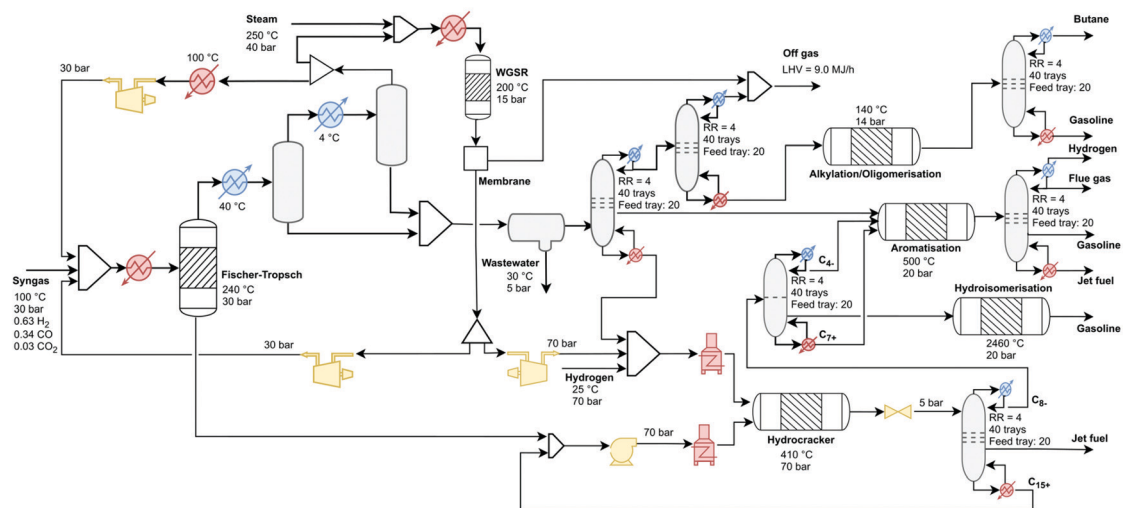 Steam
250 °C
40 bar
Butane
30 bar
100 °C
WGSR
200 °C
15 bar
Off gas
LHV = 9.0 MJ/h
RR = 4
40 trays
Feed tray: 20
4 °C
140 °C
14 bar
RR = 4
40 trays
Feed tray: 20
Gasoline
Hydrogen
Membrane
Alkylation/Oligomerisation
40 °C
RR = 4
40 trays
Feed tray: 20
Flue gas
RR = 4
40 trays
Feed tray: 20
Gasoline
Aromatisation
500 °C
20 bar
Wastewater
30 °C
5 bar
Fischer-Tropsch
240 °C
30 bar
Syngas
100 °C
30 bar
0.63 H₂
0.34 CO
0.03 CO₂
C₄₋
RR = 4
40 trays
Feed tray: 20
C₇₊
Jet fuel
Hydroisomerisation
2460 °C
20 bar
Gasoline
30 bar
70 bar
Hydrogen
25 °C
70 bar
C₈₋
5 bar
RR = 4
40 trays
Feed tray: 20
Jet fuel
Hydrocracker
410 °C
70 bar
70 bar
C₁₅₊